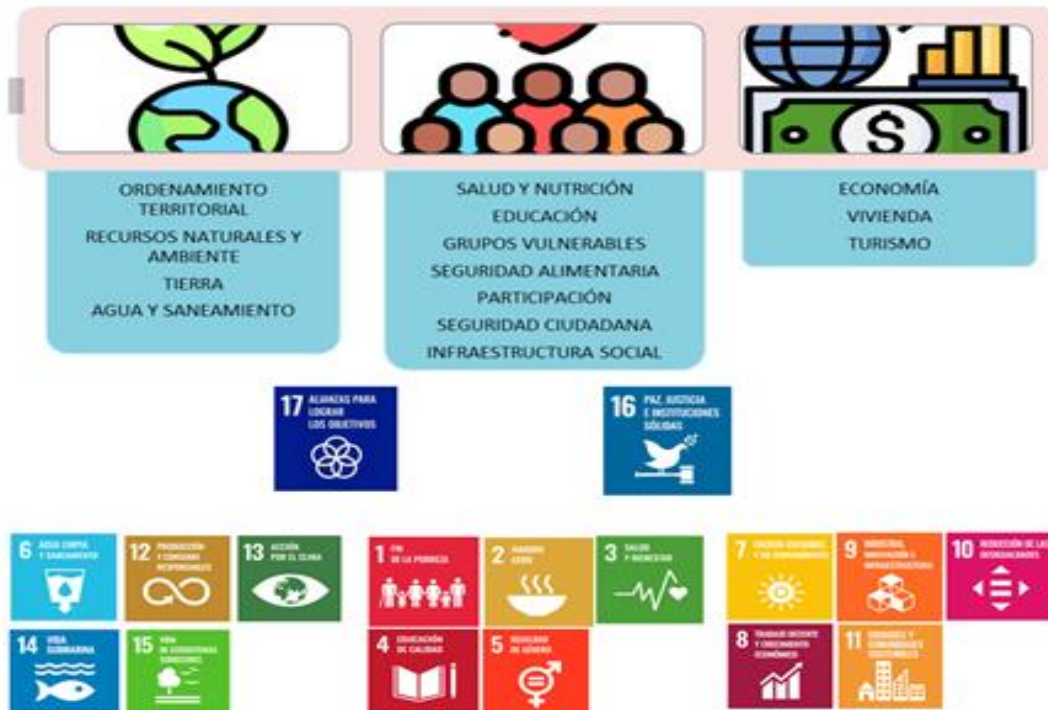 $
ORDENAMIENTO
TERRITORIAL
RECURSOS NATURALES Y
AMBIENTE
TIERRA
AGUA Y SANEAMIENTO
SALUD Y NUTRICIÓN
EDUCACIÓN
GRUPOS VULNERABLES
SEGURIDAD ALIMENTARIA
PARTICIPACIÓN
SEGURIDAD CIUDADANA
INFRAESTRUCTURA SOCIAL
ECONOMÍA
VIVIENDA
TURISMO
17 ALIANZAS PARA
LOGRAR
LOS OBJETIVOS
16 PAZ, JUSTICIA
E INSTITUCIONES
SÓLIDAS
6 AGUA LIMPIA
Y SANEAMIENTO
12 PRODUCCIÓN
Y CONSUMO
RESPONSABLES
13 ACCIÓN
POR EL CLIMA
1 FIN
DE LA POBREZA
2 HAMBRE
CERO
3 SALUD
Y BIENESTAR
7 ENERGÍA ASEQUIBLE
Y NO CONTAMINANTE
9 INDUSTRIA,
INNOVACIÓN E
INFRAESTRUCTURA
10 REDUCCIÓN DE LAS
DESIGUALDADES
14 VIDA
SUBMARINA
15 VIDA
DE ECOSISTEMAS
TERRESTRES
4 EDUCACIÓN
DE CALIDAD
5 IGUALDAD
DE GÉNERO
8 TRABAJO DECENTE
Y CRECIMIENTO
ECONÓMICO
11 CIUDADES Y
COMUNIDADES
SOSTENIBLES